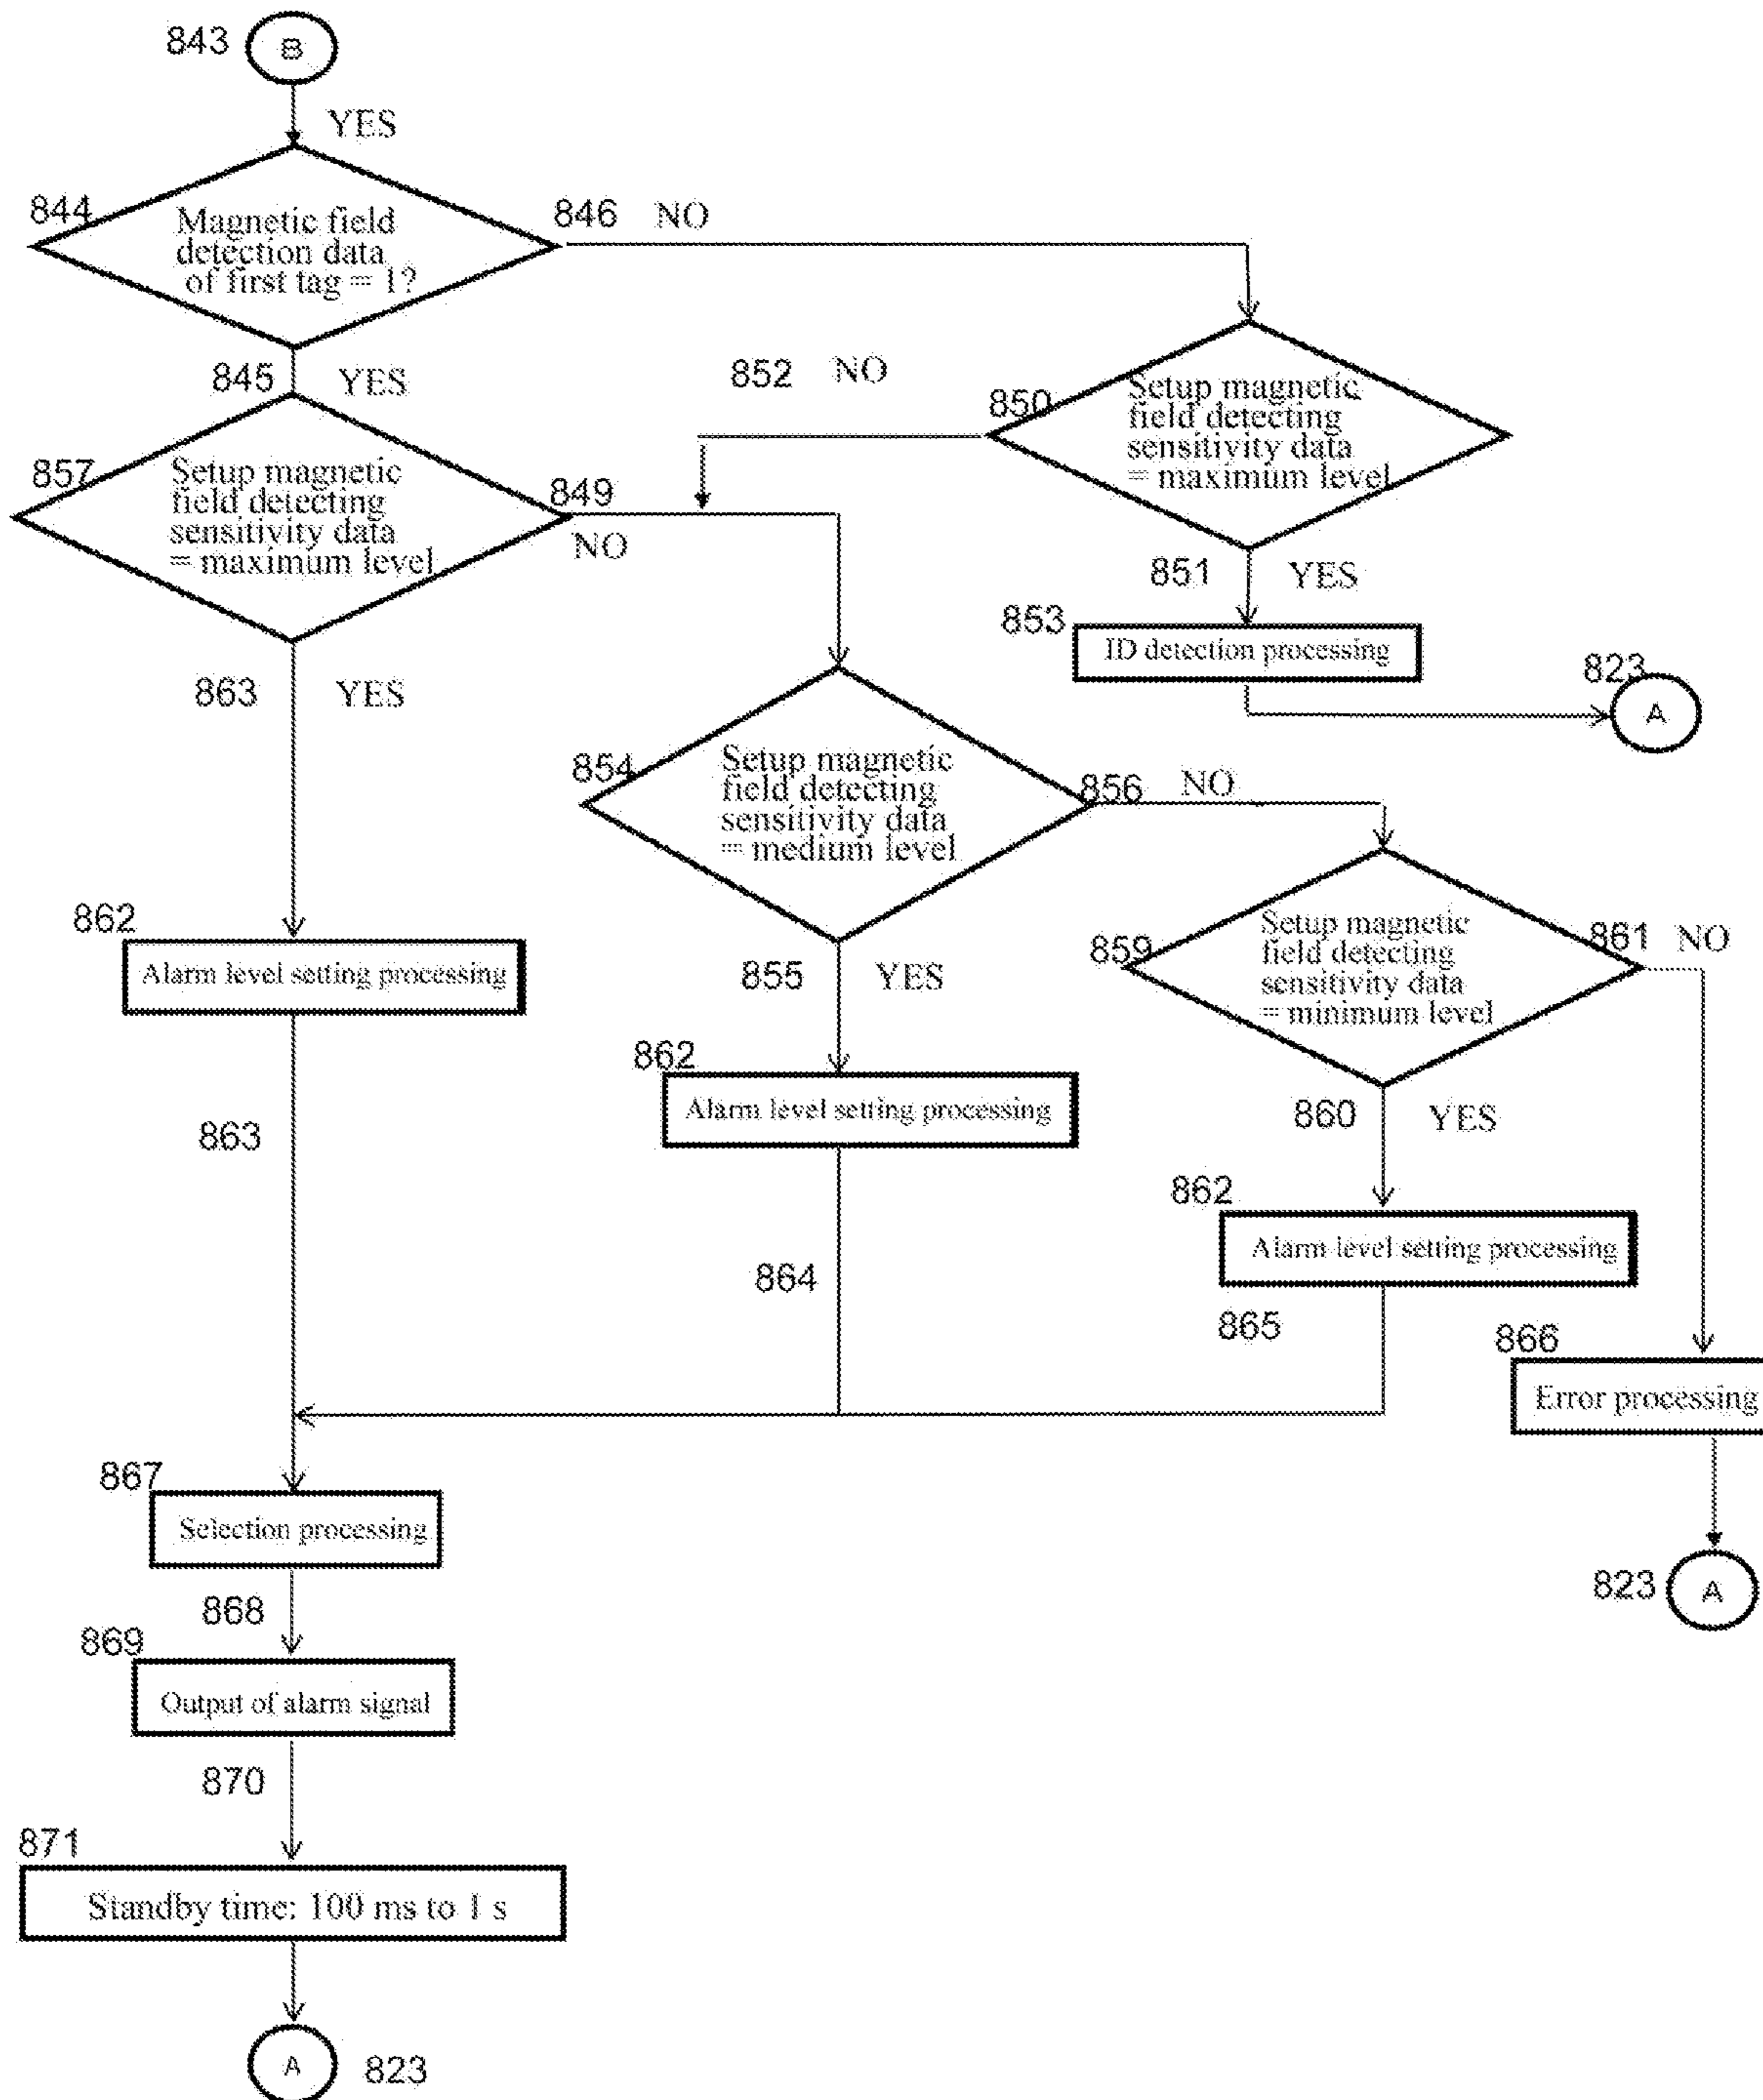 843
B
YES
844
Magnetic field
detection data
of first tag = 1?
846 NO
845 YES
852 NO
850
Setup magnetic
field detecting
sensitivity data
= maximum level
857
Setup magnetic
field detecting
sensitivity data
= maximum level
849
NO
851 YES
853
ID detection processing
823
A
863 YES
854
Setup magnetic
field detecting
sensitivity data
= medium level
856 NO
862
Alarm level setting processing
855 YES
859
Setup magnetic
field detecting
sensitivity data
= minimum level
861 NO
863
862
Alarm level setting processing
860 YES
862
Alarm level setting processing
864
865
866
Error processing
867
Selection processing
823
A
868
869
Output of alarm signal
870
871
Standby time: 100 ms to 1 s
A
823